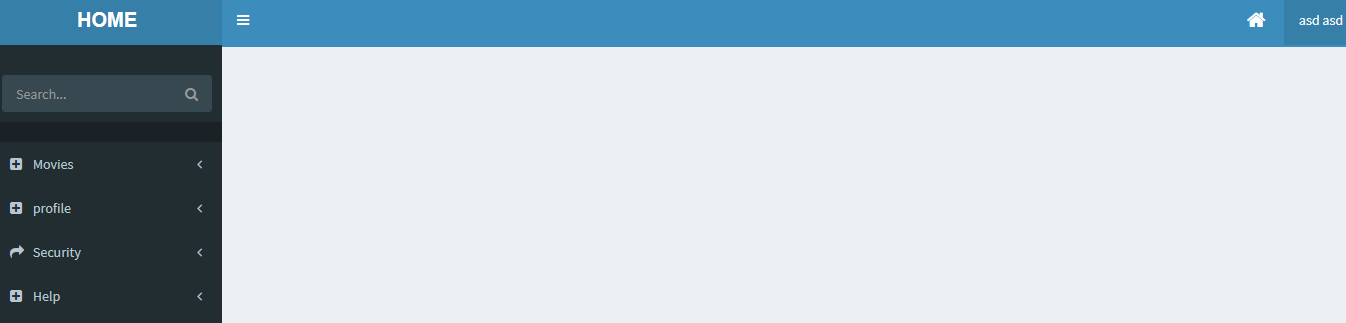 HOME
asd asd
Search...
Movies
profile
Security
Help